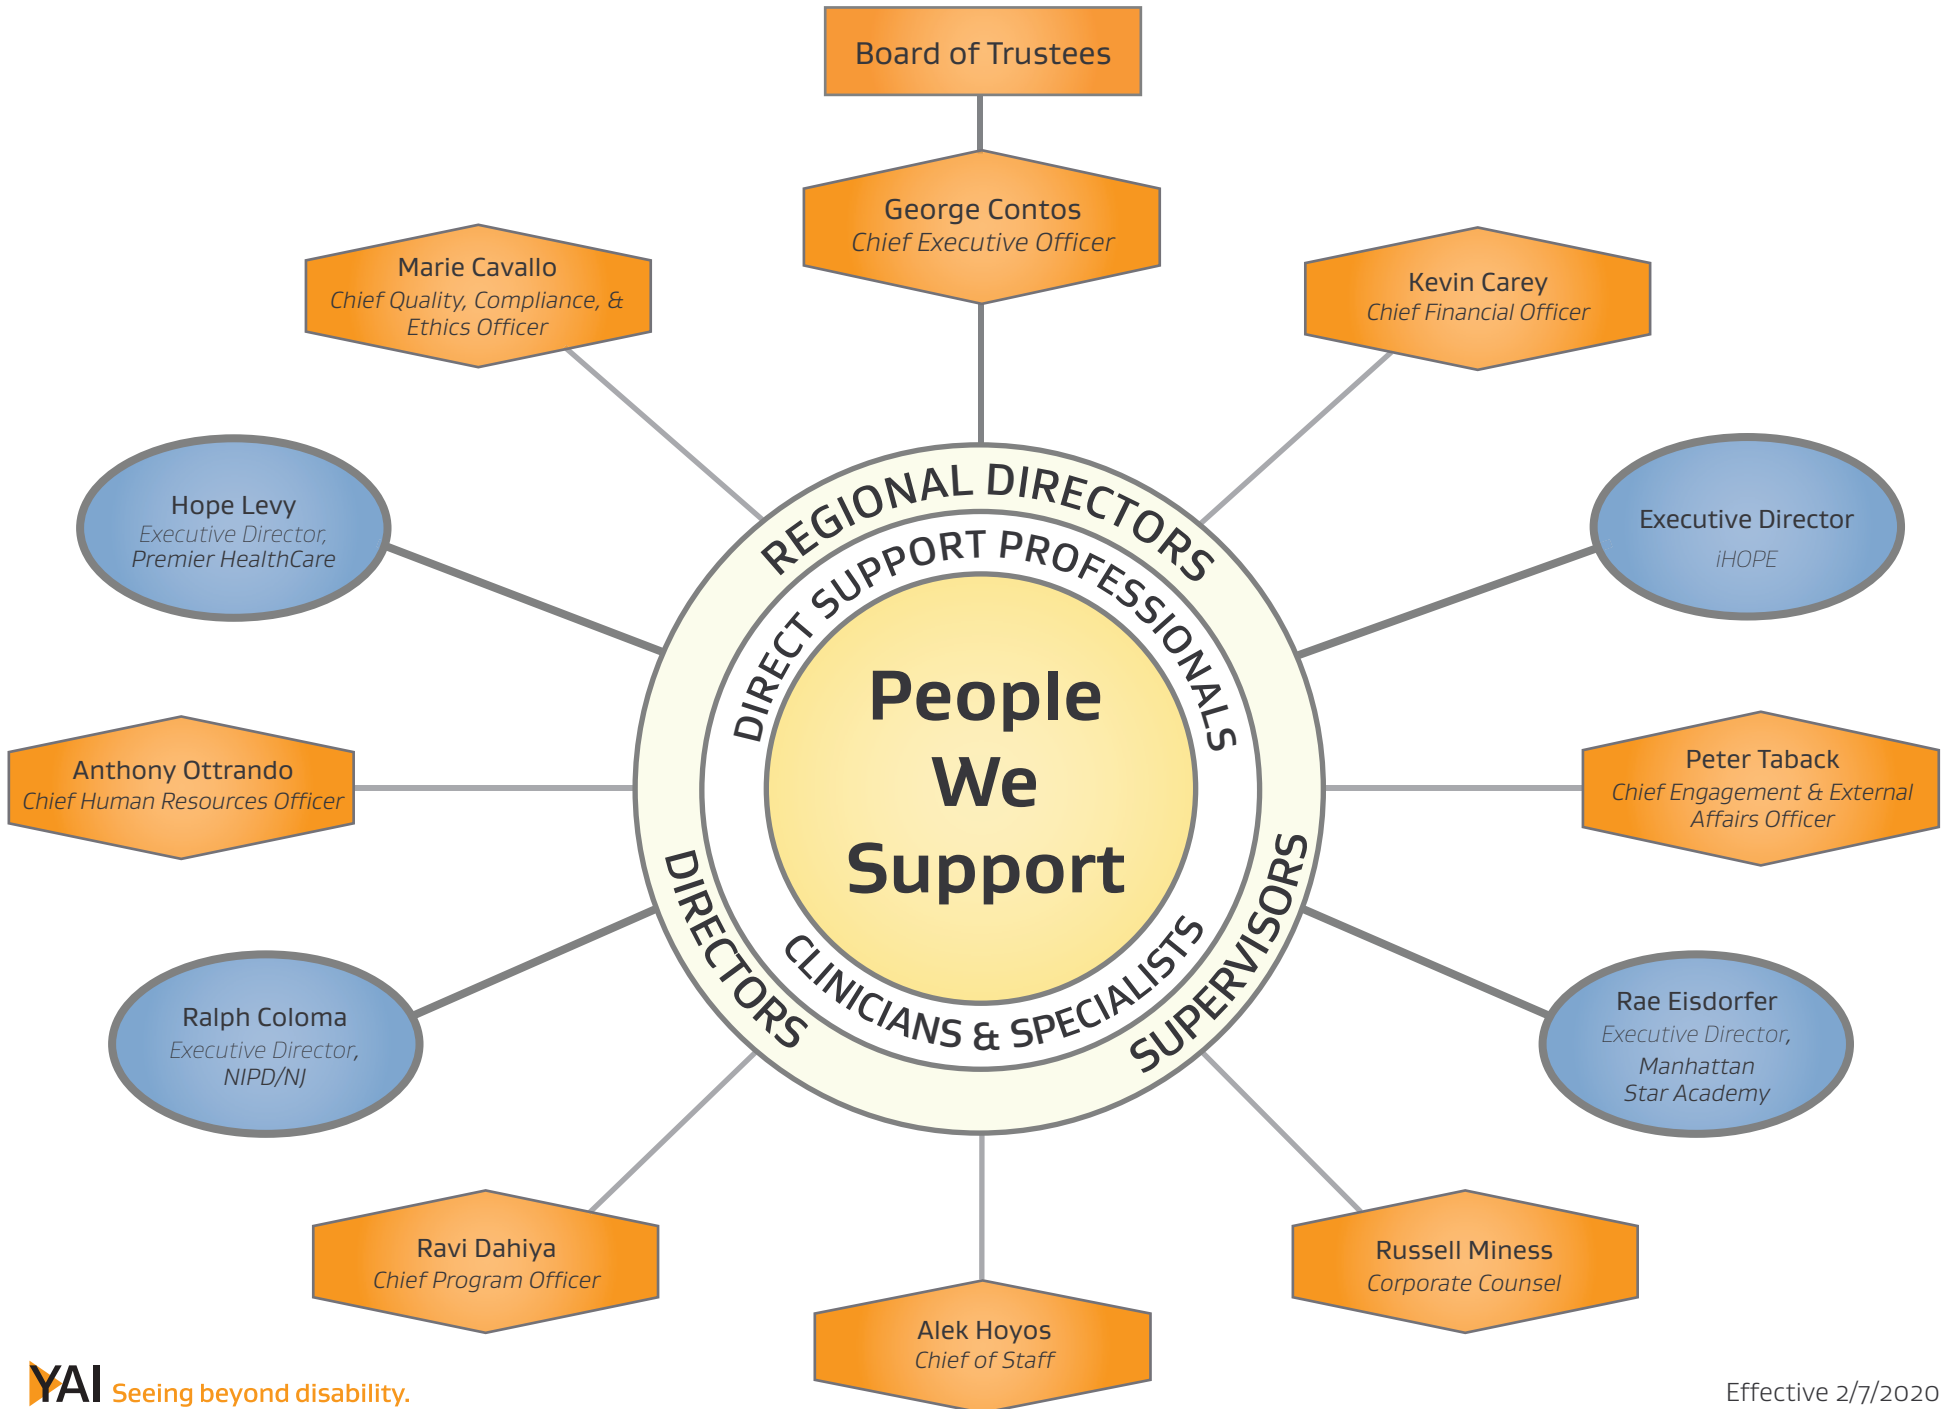 Board of Trustees
George Contos
Chief Executive Officer
Marie Cavallo
Chief Quality, Compliance, &
Ethics Officer
Kevin Carey
Chief Financial Officer
Hope Levy
Executive Director,
Premier HealthCare
Executive Director
iHOPE
REGIONAL DIRECTORS
DIRECT SUPPORT PROFESSIONALS
People
We
Support
Anthony Ottrando
Chief Human Resources Officer
Peter Taback
Chief Engagement & External
Affairs Officer
DIRECTORS
CLINICIANS & SPECIALISTS
SUPERVISORS
Ralph Coloma
Executive Director,
NIPD/NJ
Rae Eisdorfer
Executive Director,
Manhattan
Star Academy
Ravi Dahiya
Chief Program Officer
Alek Hoyos
Chief of Staff
Russell Miness
Corporate Counsel
YAI Seeing beyond disability.
Effective 2/7/2020